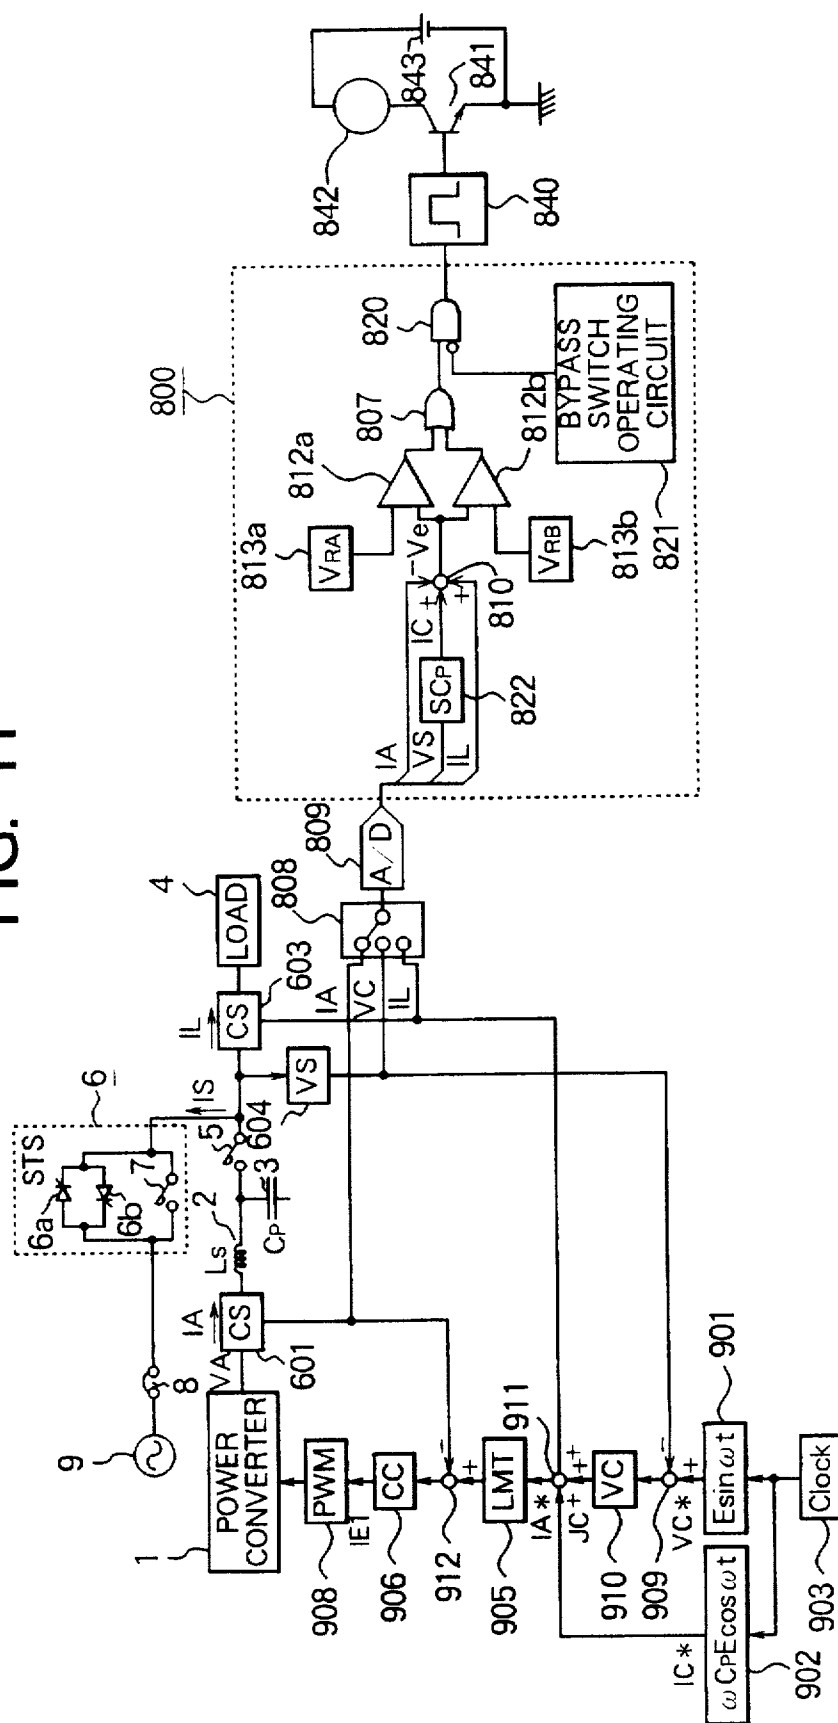 FIG. 11
9
8
STS
6a
6b
7
6
IS
5
604
VS
IL
CS
603
LOAD
4
1
POWER
CONVERTER
VA
IA
CS
601
Ls
2
CP
3
908
PWM
IE1
906
CC
912
-
+
905
LMT
IA*
911
JC
+
+
+
910
VC
909
-
+
VC*
901
Esinωt
IC*
ωCPEcosωt
902
903
Clock
IA
VC
IL
808
809
A/D
800
IA
VS
IL
SCP
822
IC
+
-
+
Ve
810
813a
VRA
812a
812b
VRB
813b
807
820
BYPASS
SWITCH
OPERATING
CIRCUIT
821
840
842
843
841